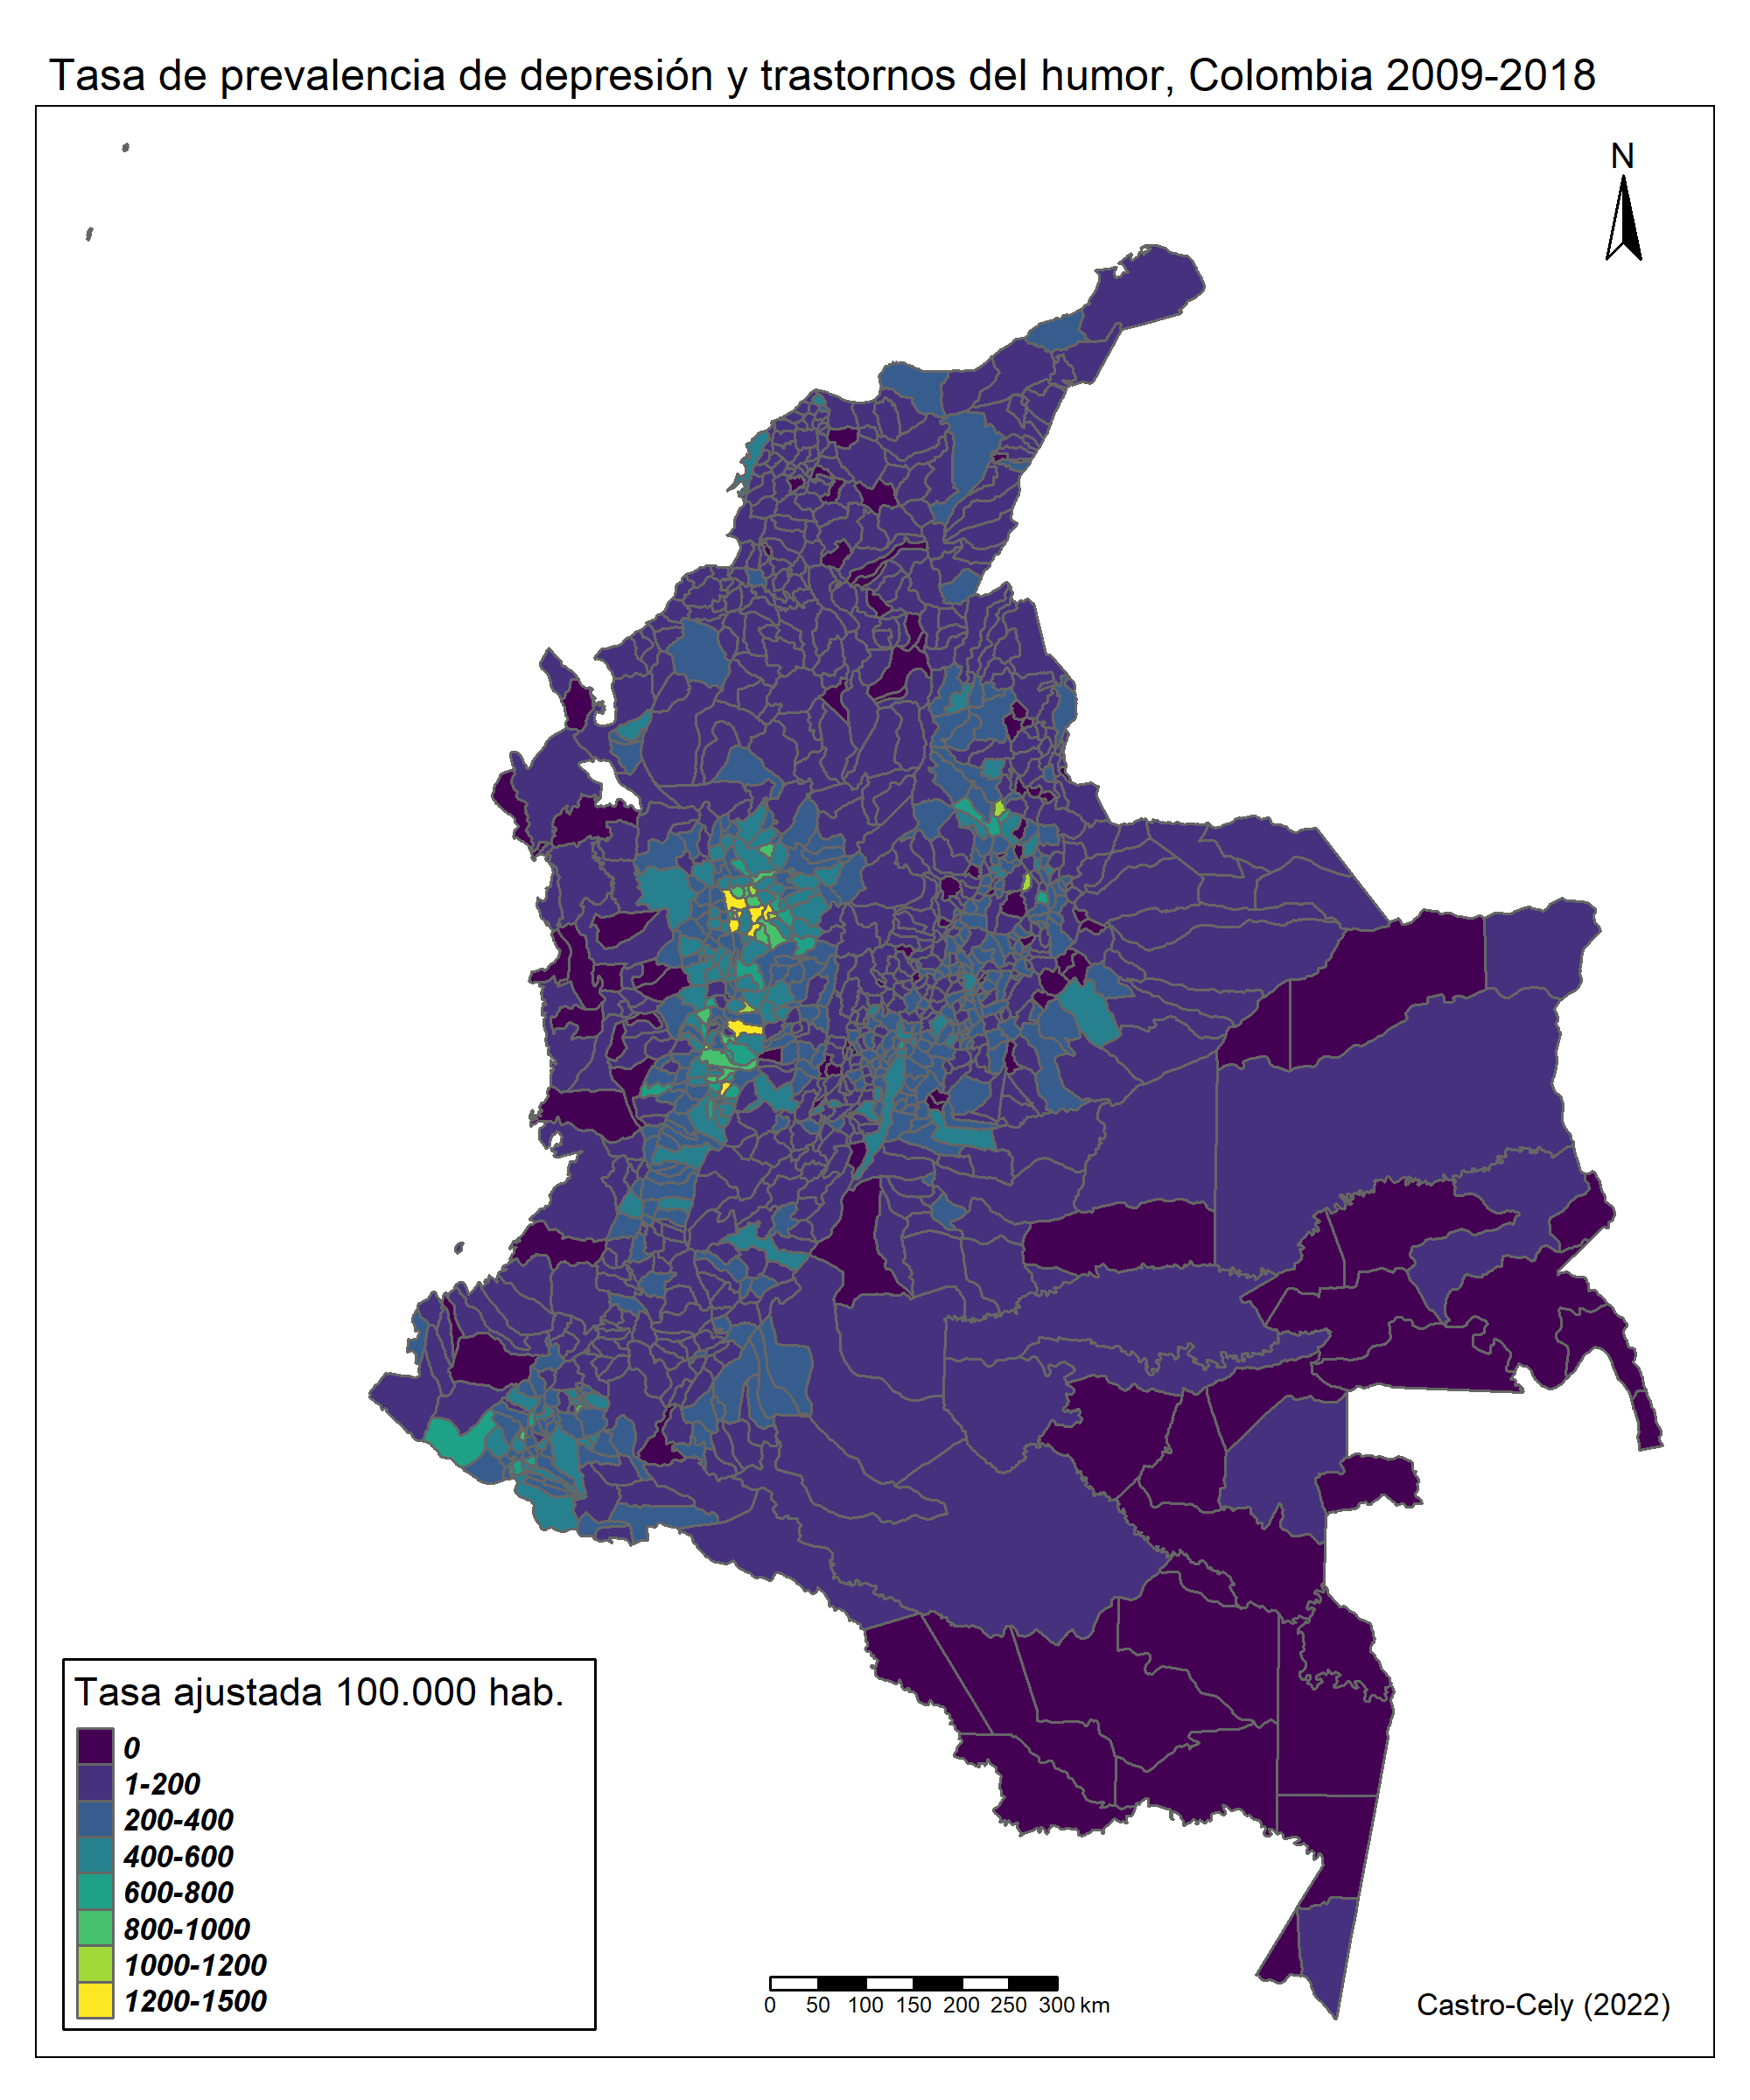 Tasa de prevalencia de depresión y trastornos del humor, Colombia 2009-2018
N
Tasa ajustada 100.000 hab.
0
1-200
200-400
400-600
600-800
800-1000
1000-1200
1200-1500
0 50 100 150 200 250 300 km
Castro-Cely (2022)